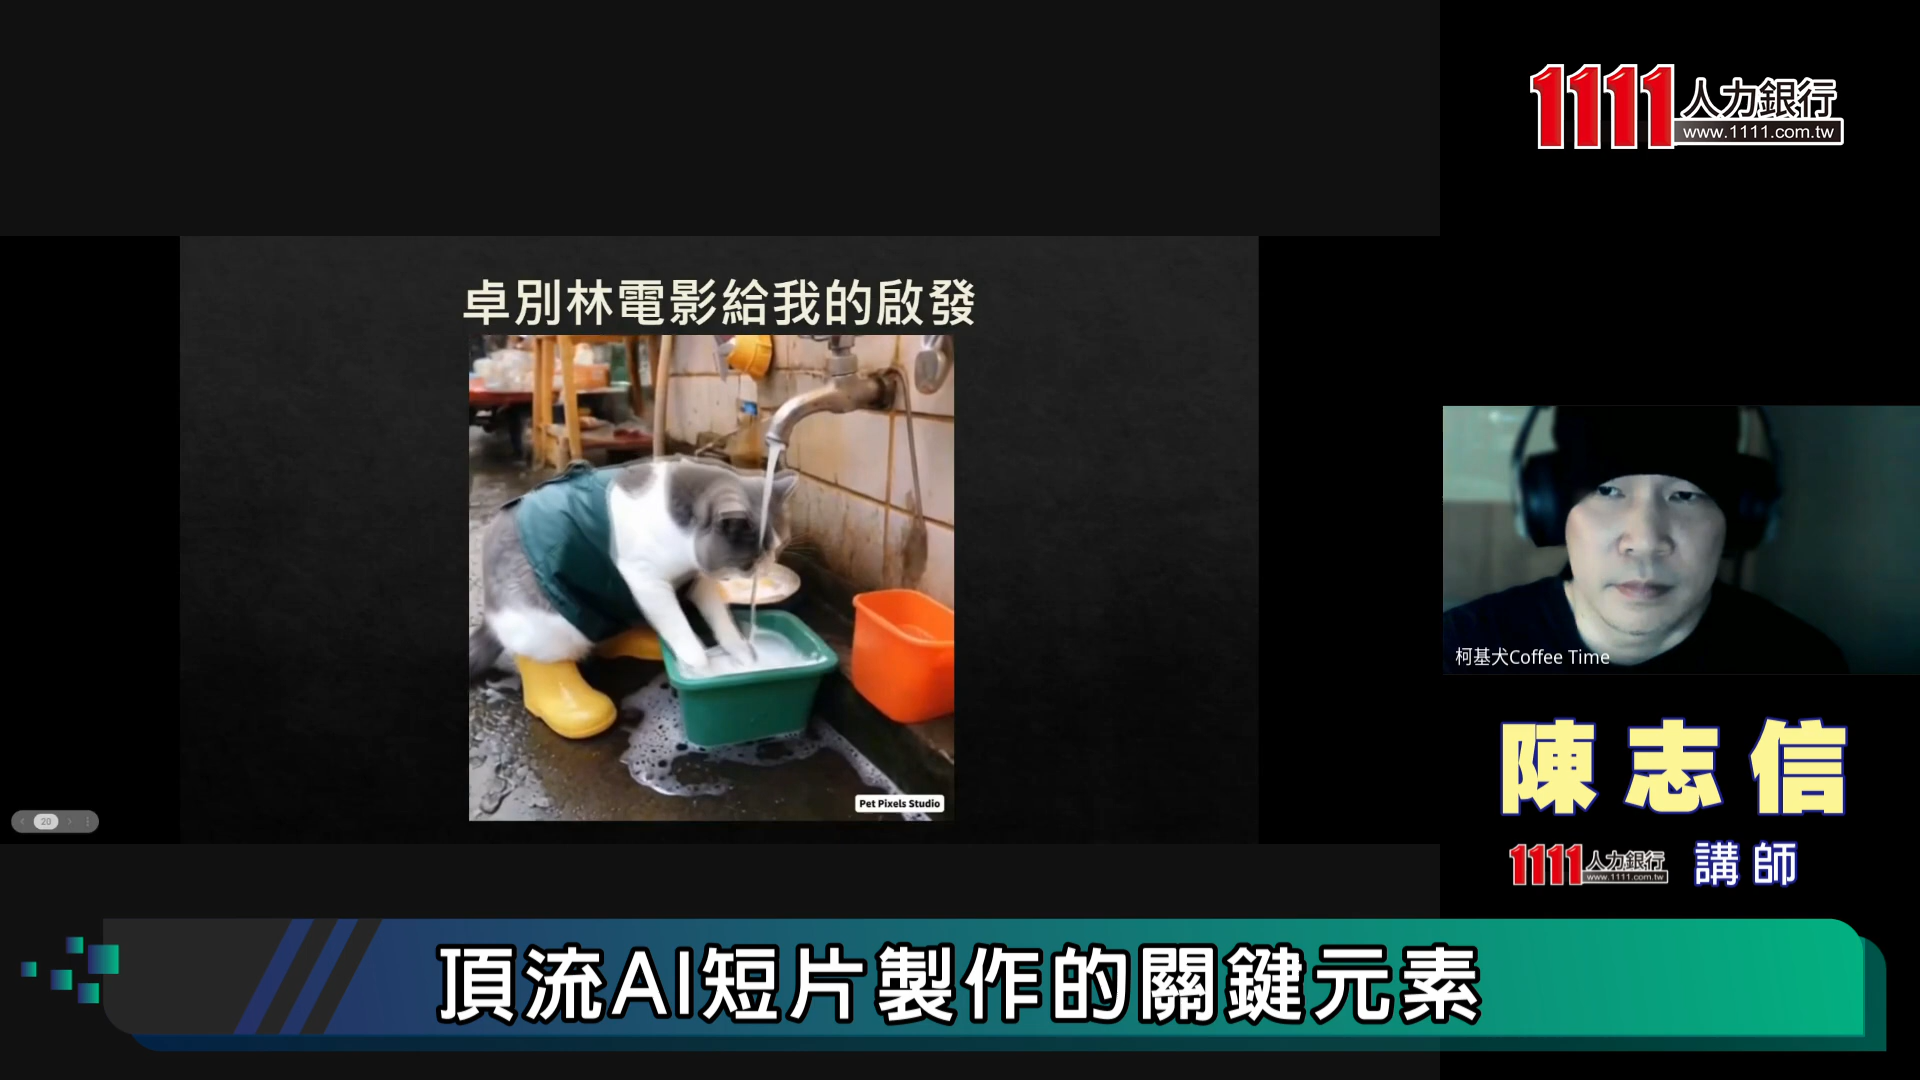 1111人力銀行
www.1111.com.tw
卓別林電影給我的啟發
Pet Pixels Studio
20
柯基犬Coffee Time
陳志信
1111人力銀行
www.1111.com.tw
講師
頂流AI短片製作的關鍵元素